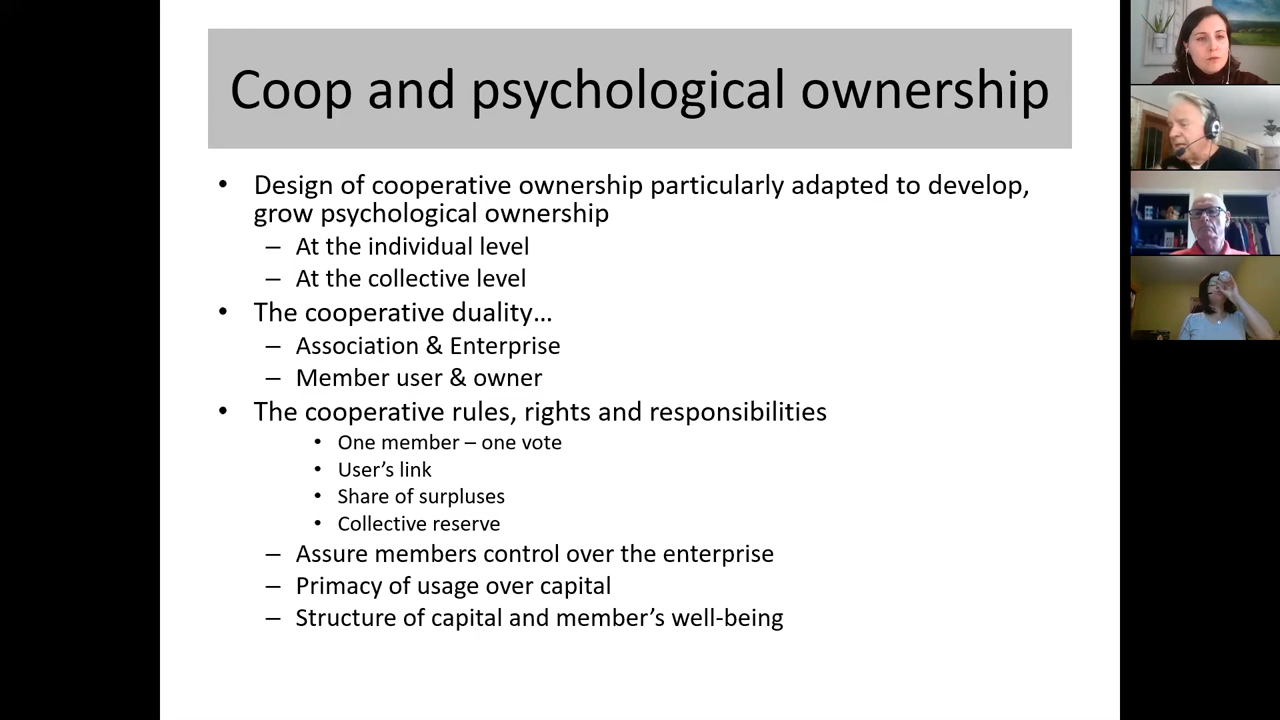 Coop and psychological ownership
• Design of cooperative ownership particularly adapted to develop,
grow psychological ownership
– At the individual level
– At the collective level
• The cooperative duality…
– Association & Enterprise
– Member user & owner
• The cooperative rules, rights and responsibilities
• One member – one vote
• User’s link
• Share of surpluses
• Collective reserve
– Assure members control over the enterprise
– Primacy of usage over capital
– Structure of capital and member’s well-being